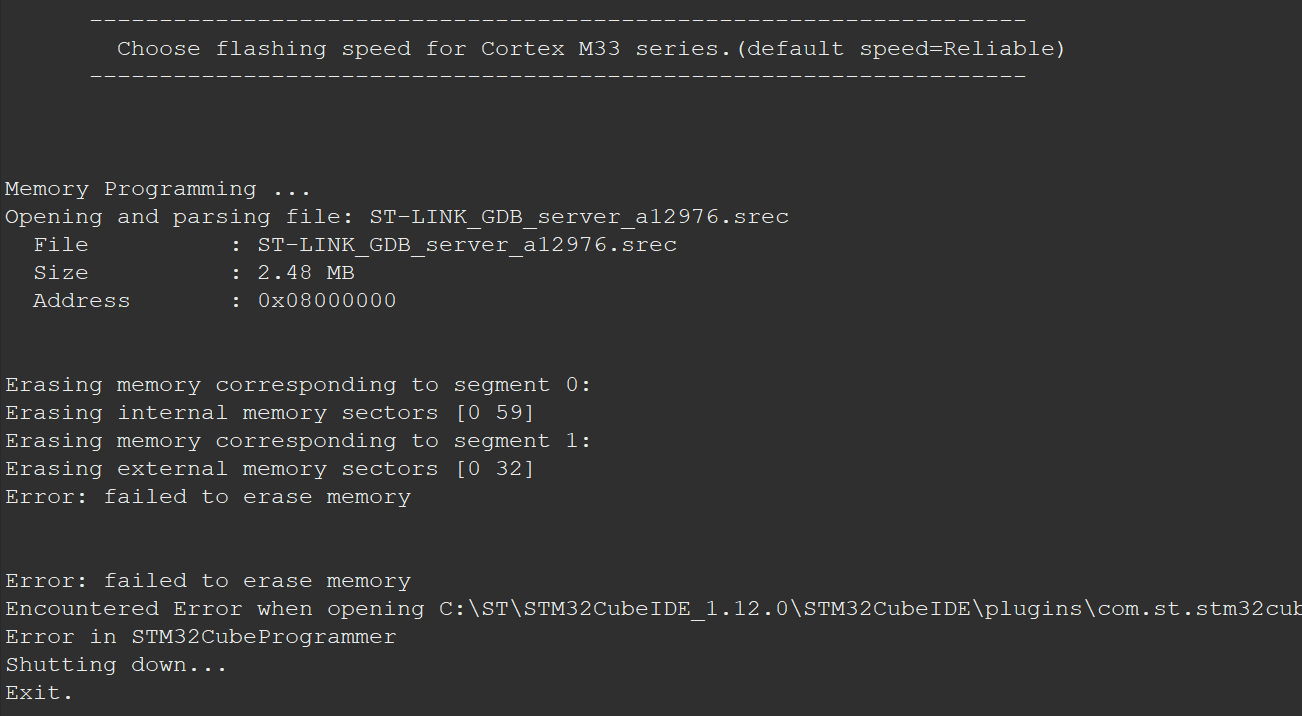 --------------------------------------------------------------------
Choose flashing speed for Cortex M33 series.(default speed=Reliable)
--------------------------------------------------------------------
Memory Programming ...
Opening and parsing file: ST-LINK_GDB_server_a12976.srec
File : ST-LINK_GDB_server_a12976.srec
Size : 2.48 MB
Address : 0x08000000
Erasing memory corresponding to segment 0:
Erasing internal memory sectors [0 59]
Erasing memory corresponding to segment 1:
Erasing external memory sectors [0 32]
Error: failed to erase memory
Error: failed to erase memory
Encountered Error when opening C:\ST\STM32CubeIDE_1.12.0\STM32CubeIDE\plugins\com.st.stm32cub
Error in STM32CubeProgrammer
Shutting down...
Exit.